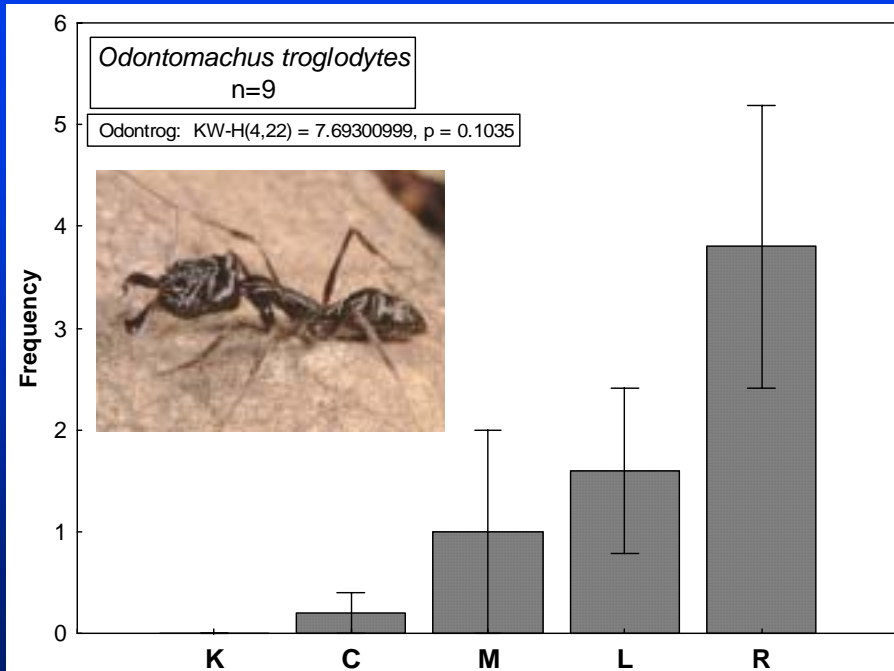 Odontomachus troglodytes
n=9
Odontrog: KW-H(4,22) = 7.69300999, p = 0.1035
Frequency
6
5
4
3
2
1
0
K C M L R